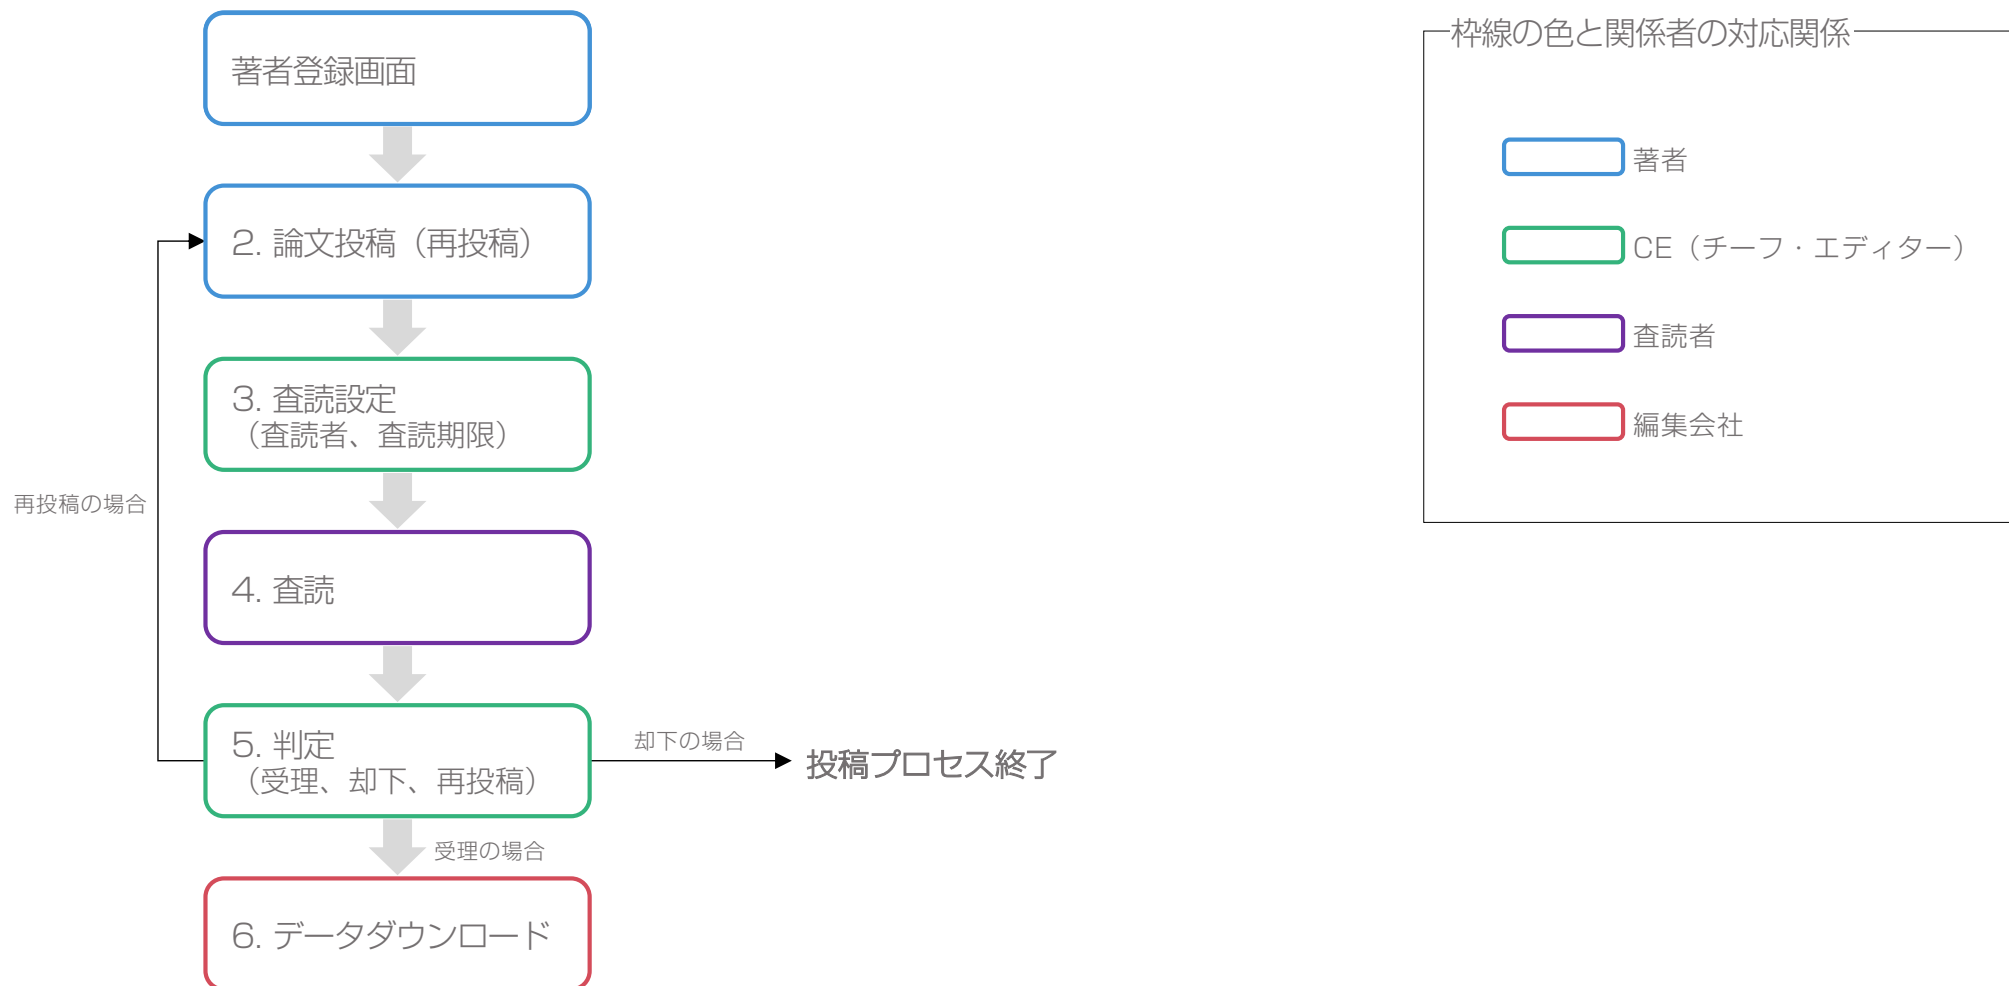 著者登録画面
2. 論文投稿（再投稿）
3. 査読設定
（査読者、査読期限）
再投稿の場合
4. 査読
5. 判定
（受理、却下、再投稿）
却下の場合
投稿プロセス終了
受理の場合
6. データダウンロード
枠線の色と関係者の対応関係
著者
CE（チーフ・エディター）
査読者
編集会社